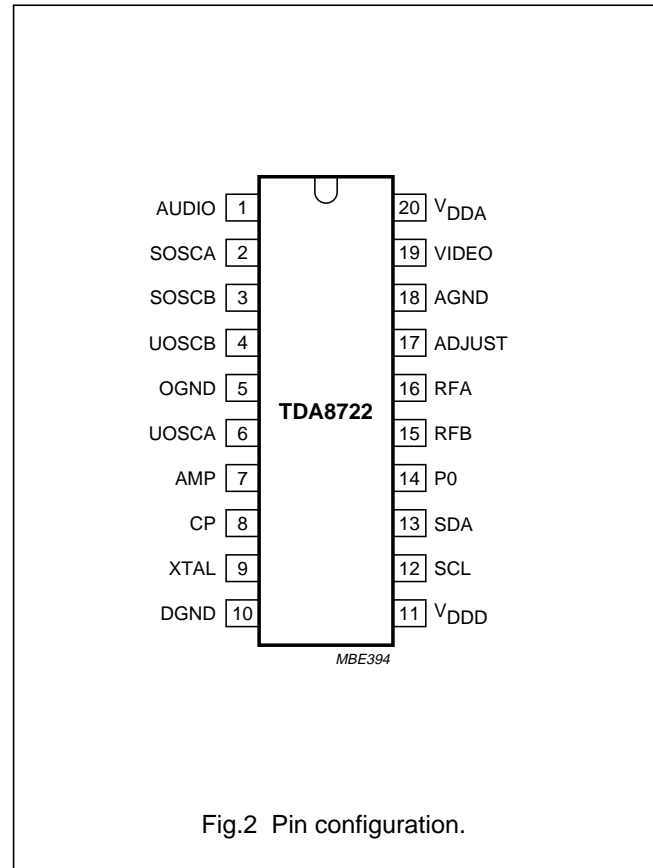 AUDIO 1 20 VDDA
SOSCA 2 19 VIDEO
SOSCB 3 18 AGND
UOSCB 4 17 ADJUST
OGND 5 16 RFA
TDA8722
UOSCA 6 15 RFB
AMP 7 14 P0
CP 8 13 SDA
XTAL 9 12 SCL
DGND 10 11 VDDD
MBE394
Fig.2 Pin configuration.